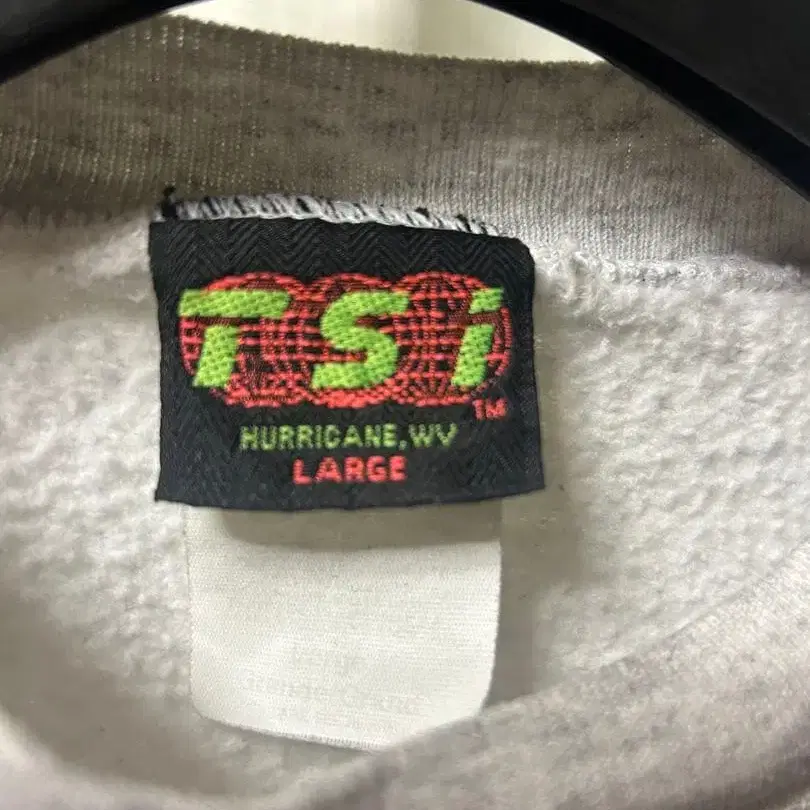 TSi
TM
HURRICANE, WV
LARGE